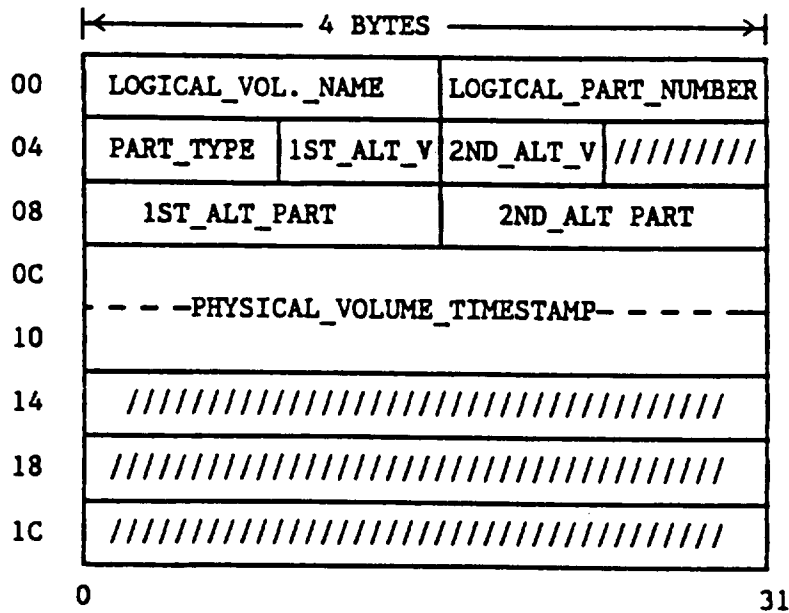 4 BYTES
00 LOGICAL_VOL._NAME LOGICAL_PART_NUMBER
04 PART_TYPE 1ST_ALT_V 2ND_ALT_V /////////
08 1ST_ALT_PART 2ND_ALT PART
0C
- - - -PHYSICAL_VOLUME_TIMESTAMP- - - - -
10
14 /////////////////////////////////////
18 //////////////////////////////////////
1C //////////////////////////////////////
0 31